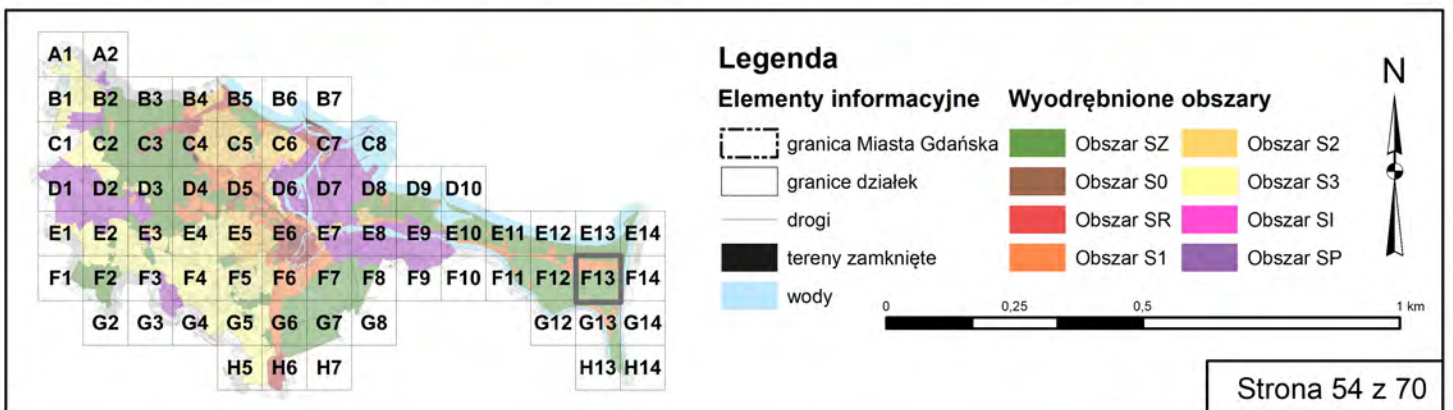 A1 A2
B1 B2 B3 B4 B5 B6 B7
C1 C2 C3 C4 C5 C6 C7 C8
D1 D2 D3 D4 D5 D6 D7 D8 D9 D10
E1 E2 E3 E4 E5 E6 E7 E8 E9 E10 E11 E12 E13 E14
F1 F2 F3 F4 F5 F6 F7 F8 F9 F10 F11 F12 F13 F14
G2 G3 G4 G5 G6 G7 G8 G12 G13 G14
H5 H6 H7 H13 H14
Legenda
Elementy informacyjne
granica Miasta Gdańska
granice działek
drogi
tereny zamknięte
wody
Wyodrębnione obszary
Obszar SZ
Obszar S0
Obszar SR
Obszar S1
Obszar S2
Obszar S3
Obszar SI
Obszar SP
0 0,25 0,5 1 km
N
Strona 54 z 70